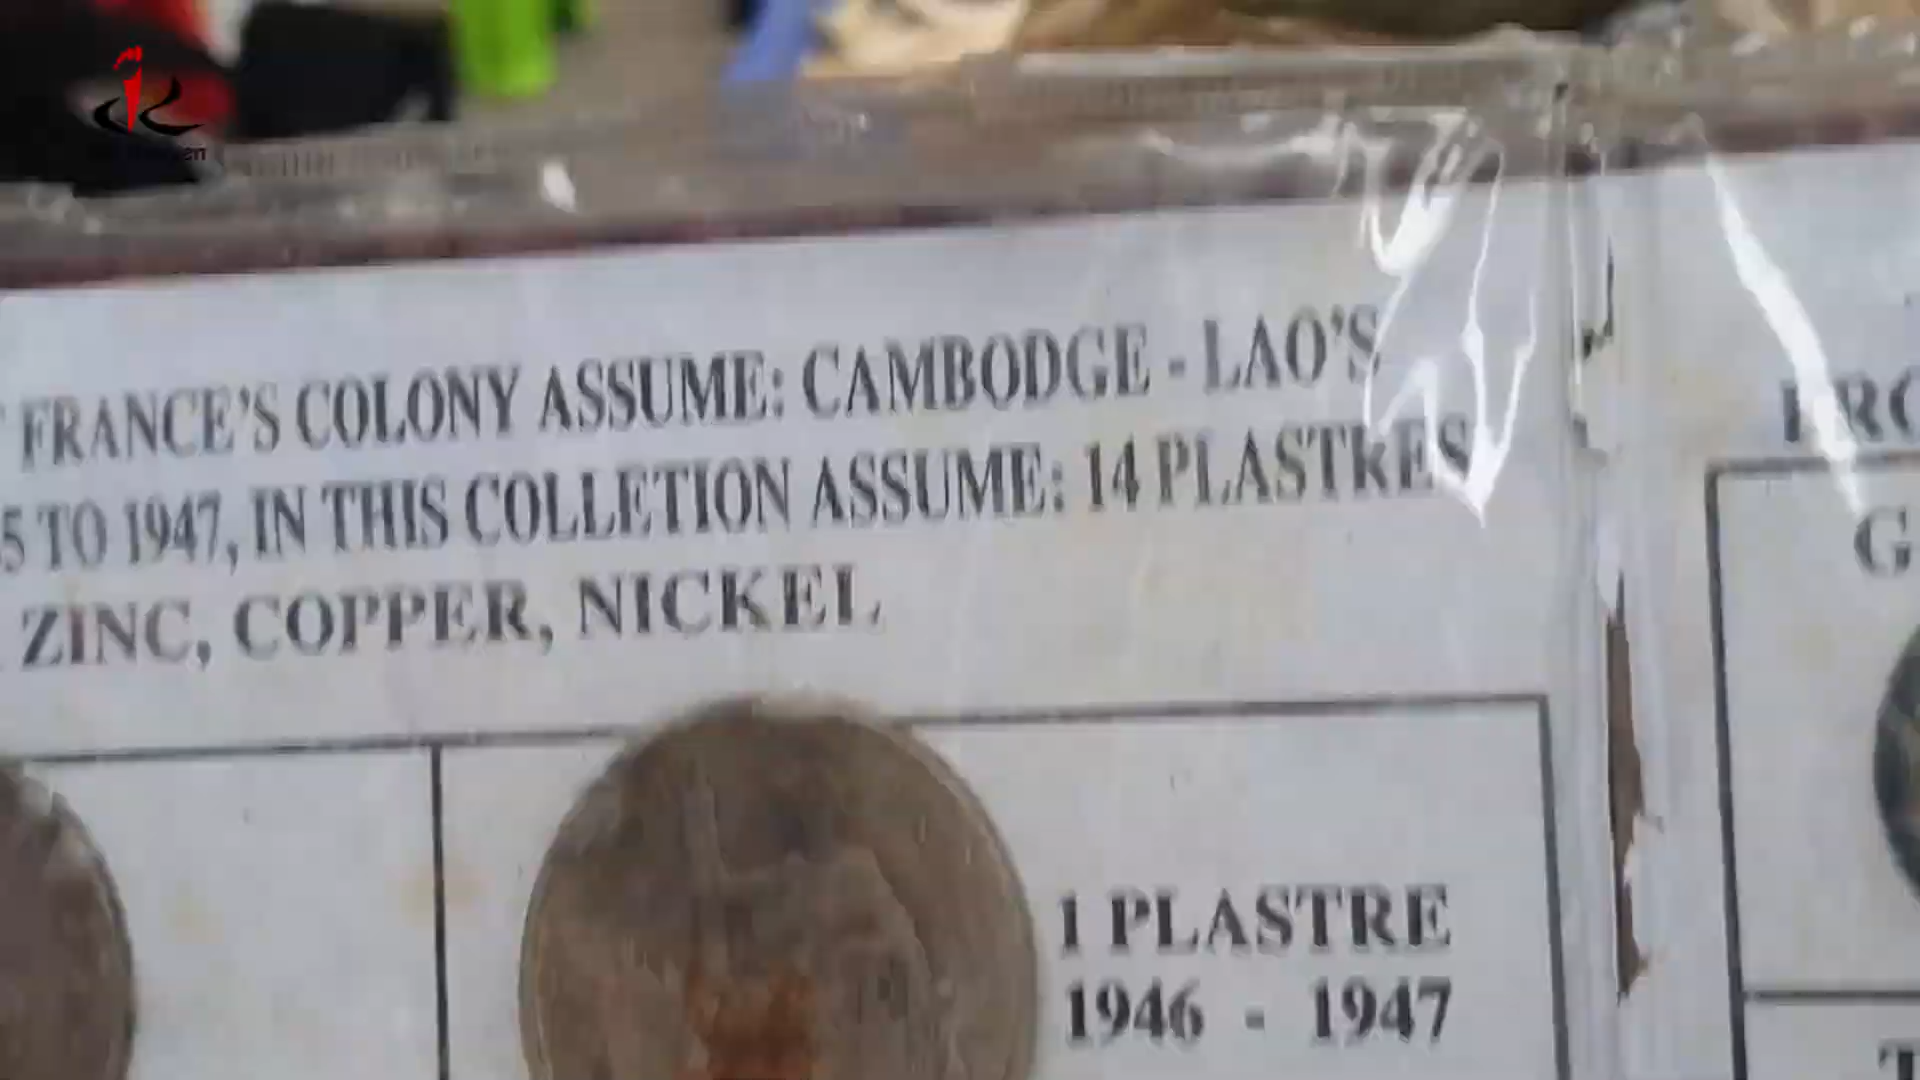 FRANCE'S COLONY ASSUME: CAMBODGE - LAO'S
5 TO 1947, IN THIS COLLETION ASSUME: 14 PLASTRES
ZINC, COPPER, NICKEL
1 PLASTRE
1946 - 1947
G